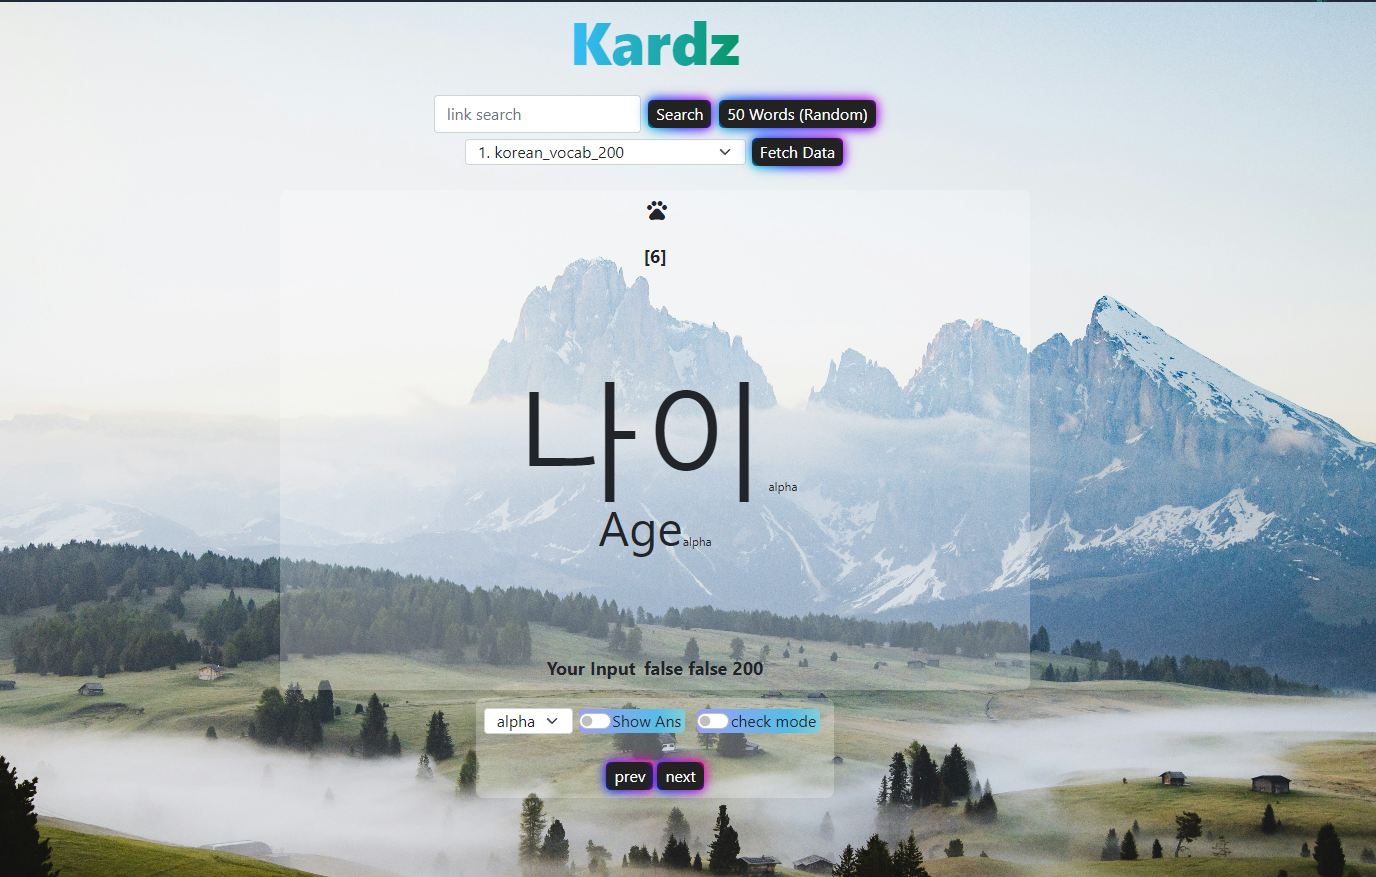 Kardz
link search Search 50 Words (Random)
1. korean_vocab_200 Fetch Data
[6]
나이 alpha
Age alpha
Your Input false false 200
alpha Show Ans check mode
prev next